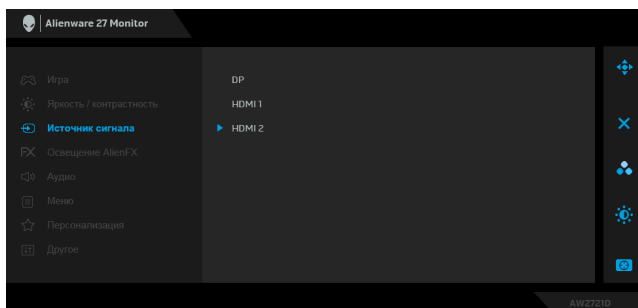 Alienware 27 Monitor
Игра
Яркость / контрастность
Источник сигнала
FX Освещение AlienFX
Аудио
Меню
Персонализация
Другое
DP
HDMI 1
HDMI 2
AW2721D